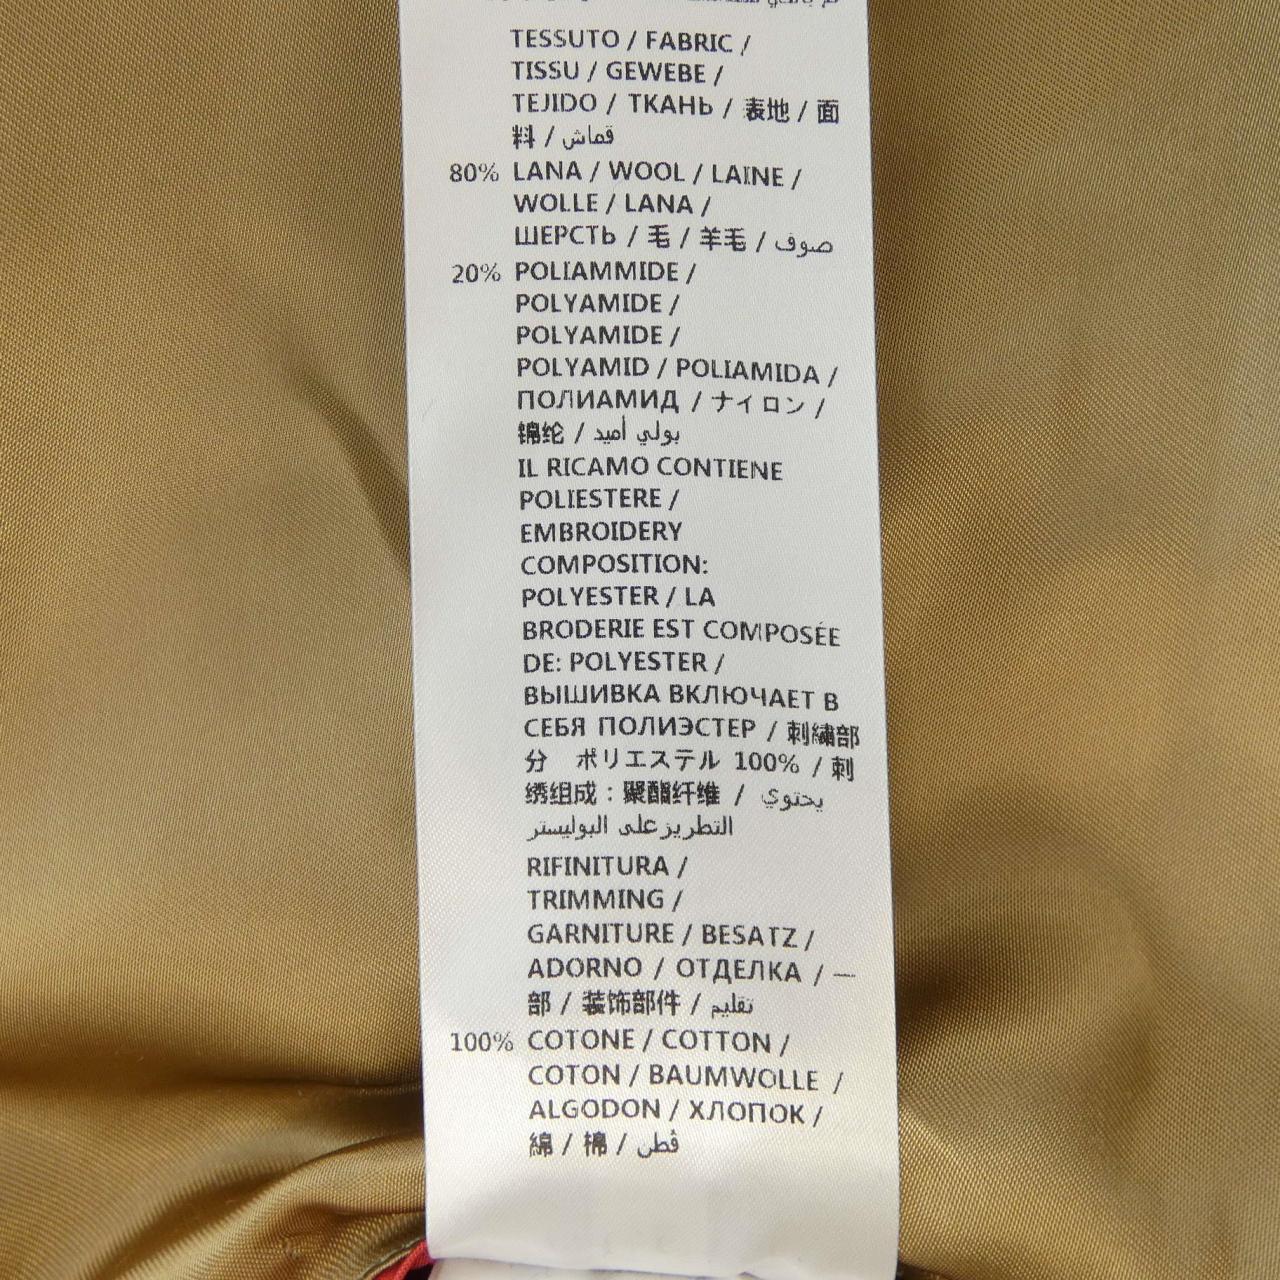 TESSUTO / FABRIC /
TISSU / GEWEBE /
TEJIDO / ТКАНЬ / 表地 / 面
料 / قماش
80% LANA / WOOL / LAINE /
WOLLE / LANA /
ШЕРСТЬ / 毛 / 羊毛 / صوف
20% POLIAMMIDE /
POLYAMIDE /
POLYAMIDE /
POLYAMID / POLIAMIDA /
ПОЛИАМИД / ナイロン /
锦纶 / بولي أميد
IL RICAMO CONTIENE
POLIESTERE /
EMBROIDERY
COMPOSITION:
POLYESTER / LA
BRODERIE EST COMPOSÉE
DE: POLYESTER /
ВЫШИВКА ВКЛЮЧАЕТ В
СЕБЯ ПОЛИЭСТЕР / 刺繍部
分　ポリエステル 100% / 刺
绣组成：聚酯纤维 / يحتوي
التطريز على البوليستر
RIFINITURA /
TRIMMING /
GARNITURE / BESATZ /
ADORNO / ОТДЕЛКА / 一
部 / 装饰部件 / تقليم
100% COTONE / COTTON /
COTON / BAUMWOLLE /
ALGODON / ХЛОПОК /
綿 / 棉 / قطن